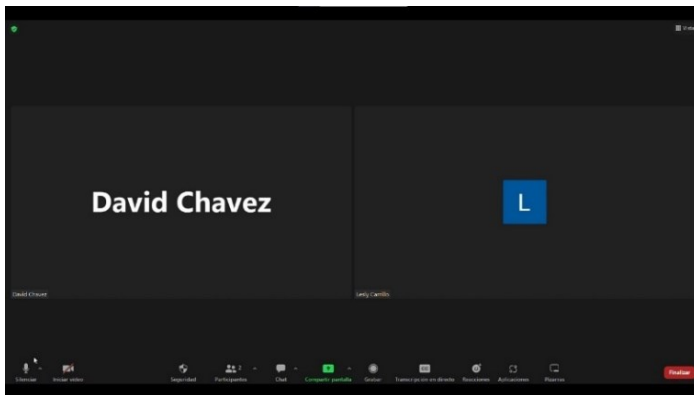 David Chavez
L
David Chavez
Lesly Carrillo
Silenciar
Iniciar video
Seguridad
2
Participantes
Chat
Compartir pantalla
Grabar
Transcripción en directo
Reacciones
Aplicaciones
Pizarras
Finalizar